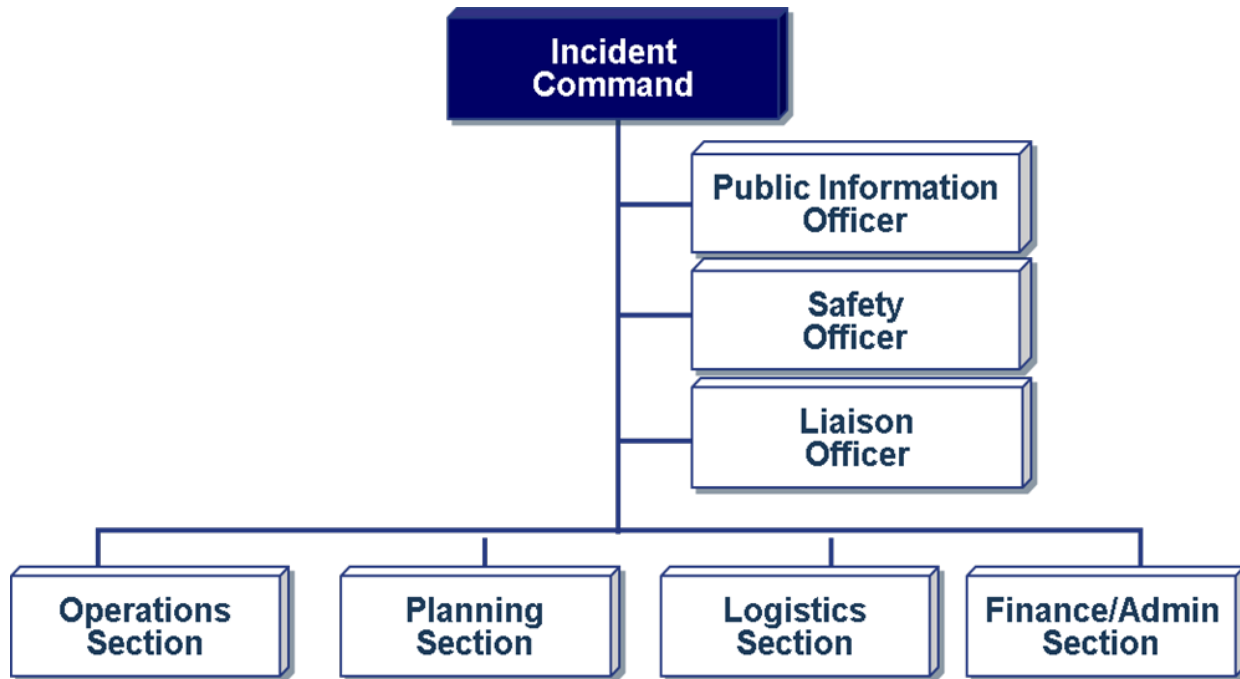 Incident
Command
Public Information
Officer
Safety
Officer
Liaison
Officer
Operations
Section
Planning
Section
Logistics
Section
Finance/Admin
Section